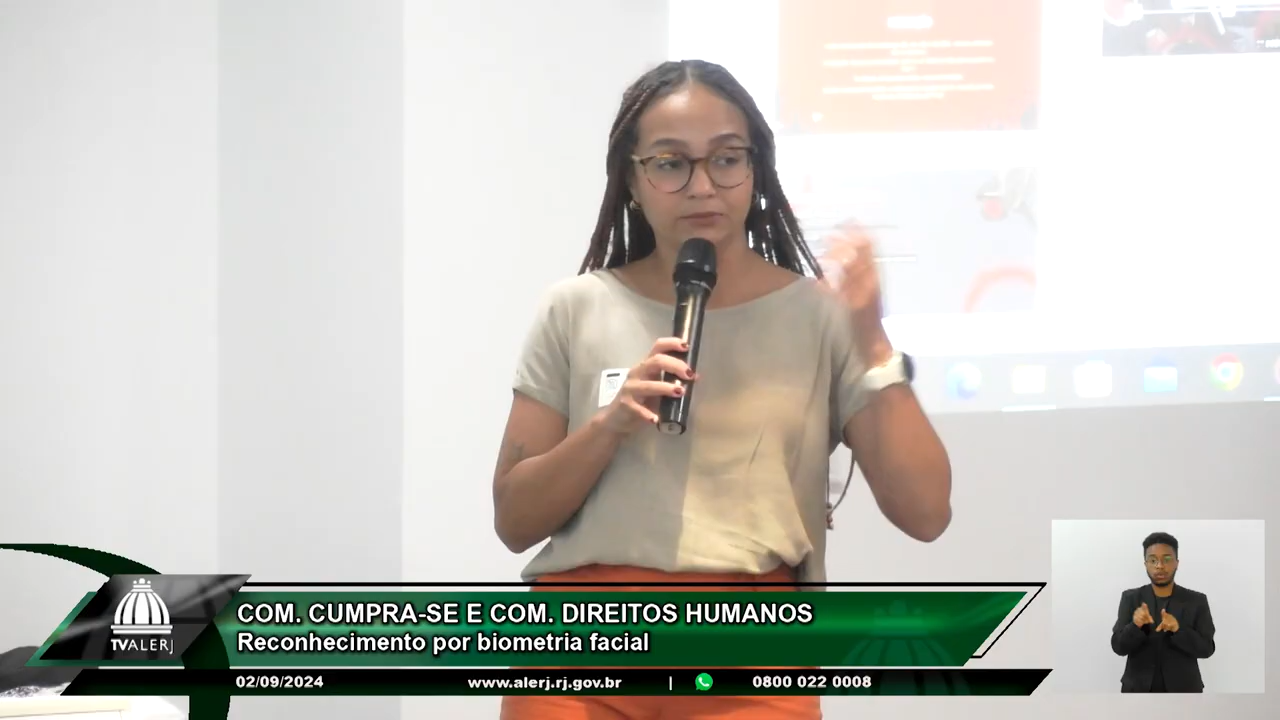 COM. CUMPRA-SE E COM. DIREITOS HUMANOS
Reconhecimento por biometria facial
TVALERJ
02/09/2024 www.alerj.rj.gov.br | 0800 022 0008